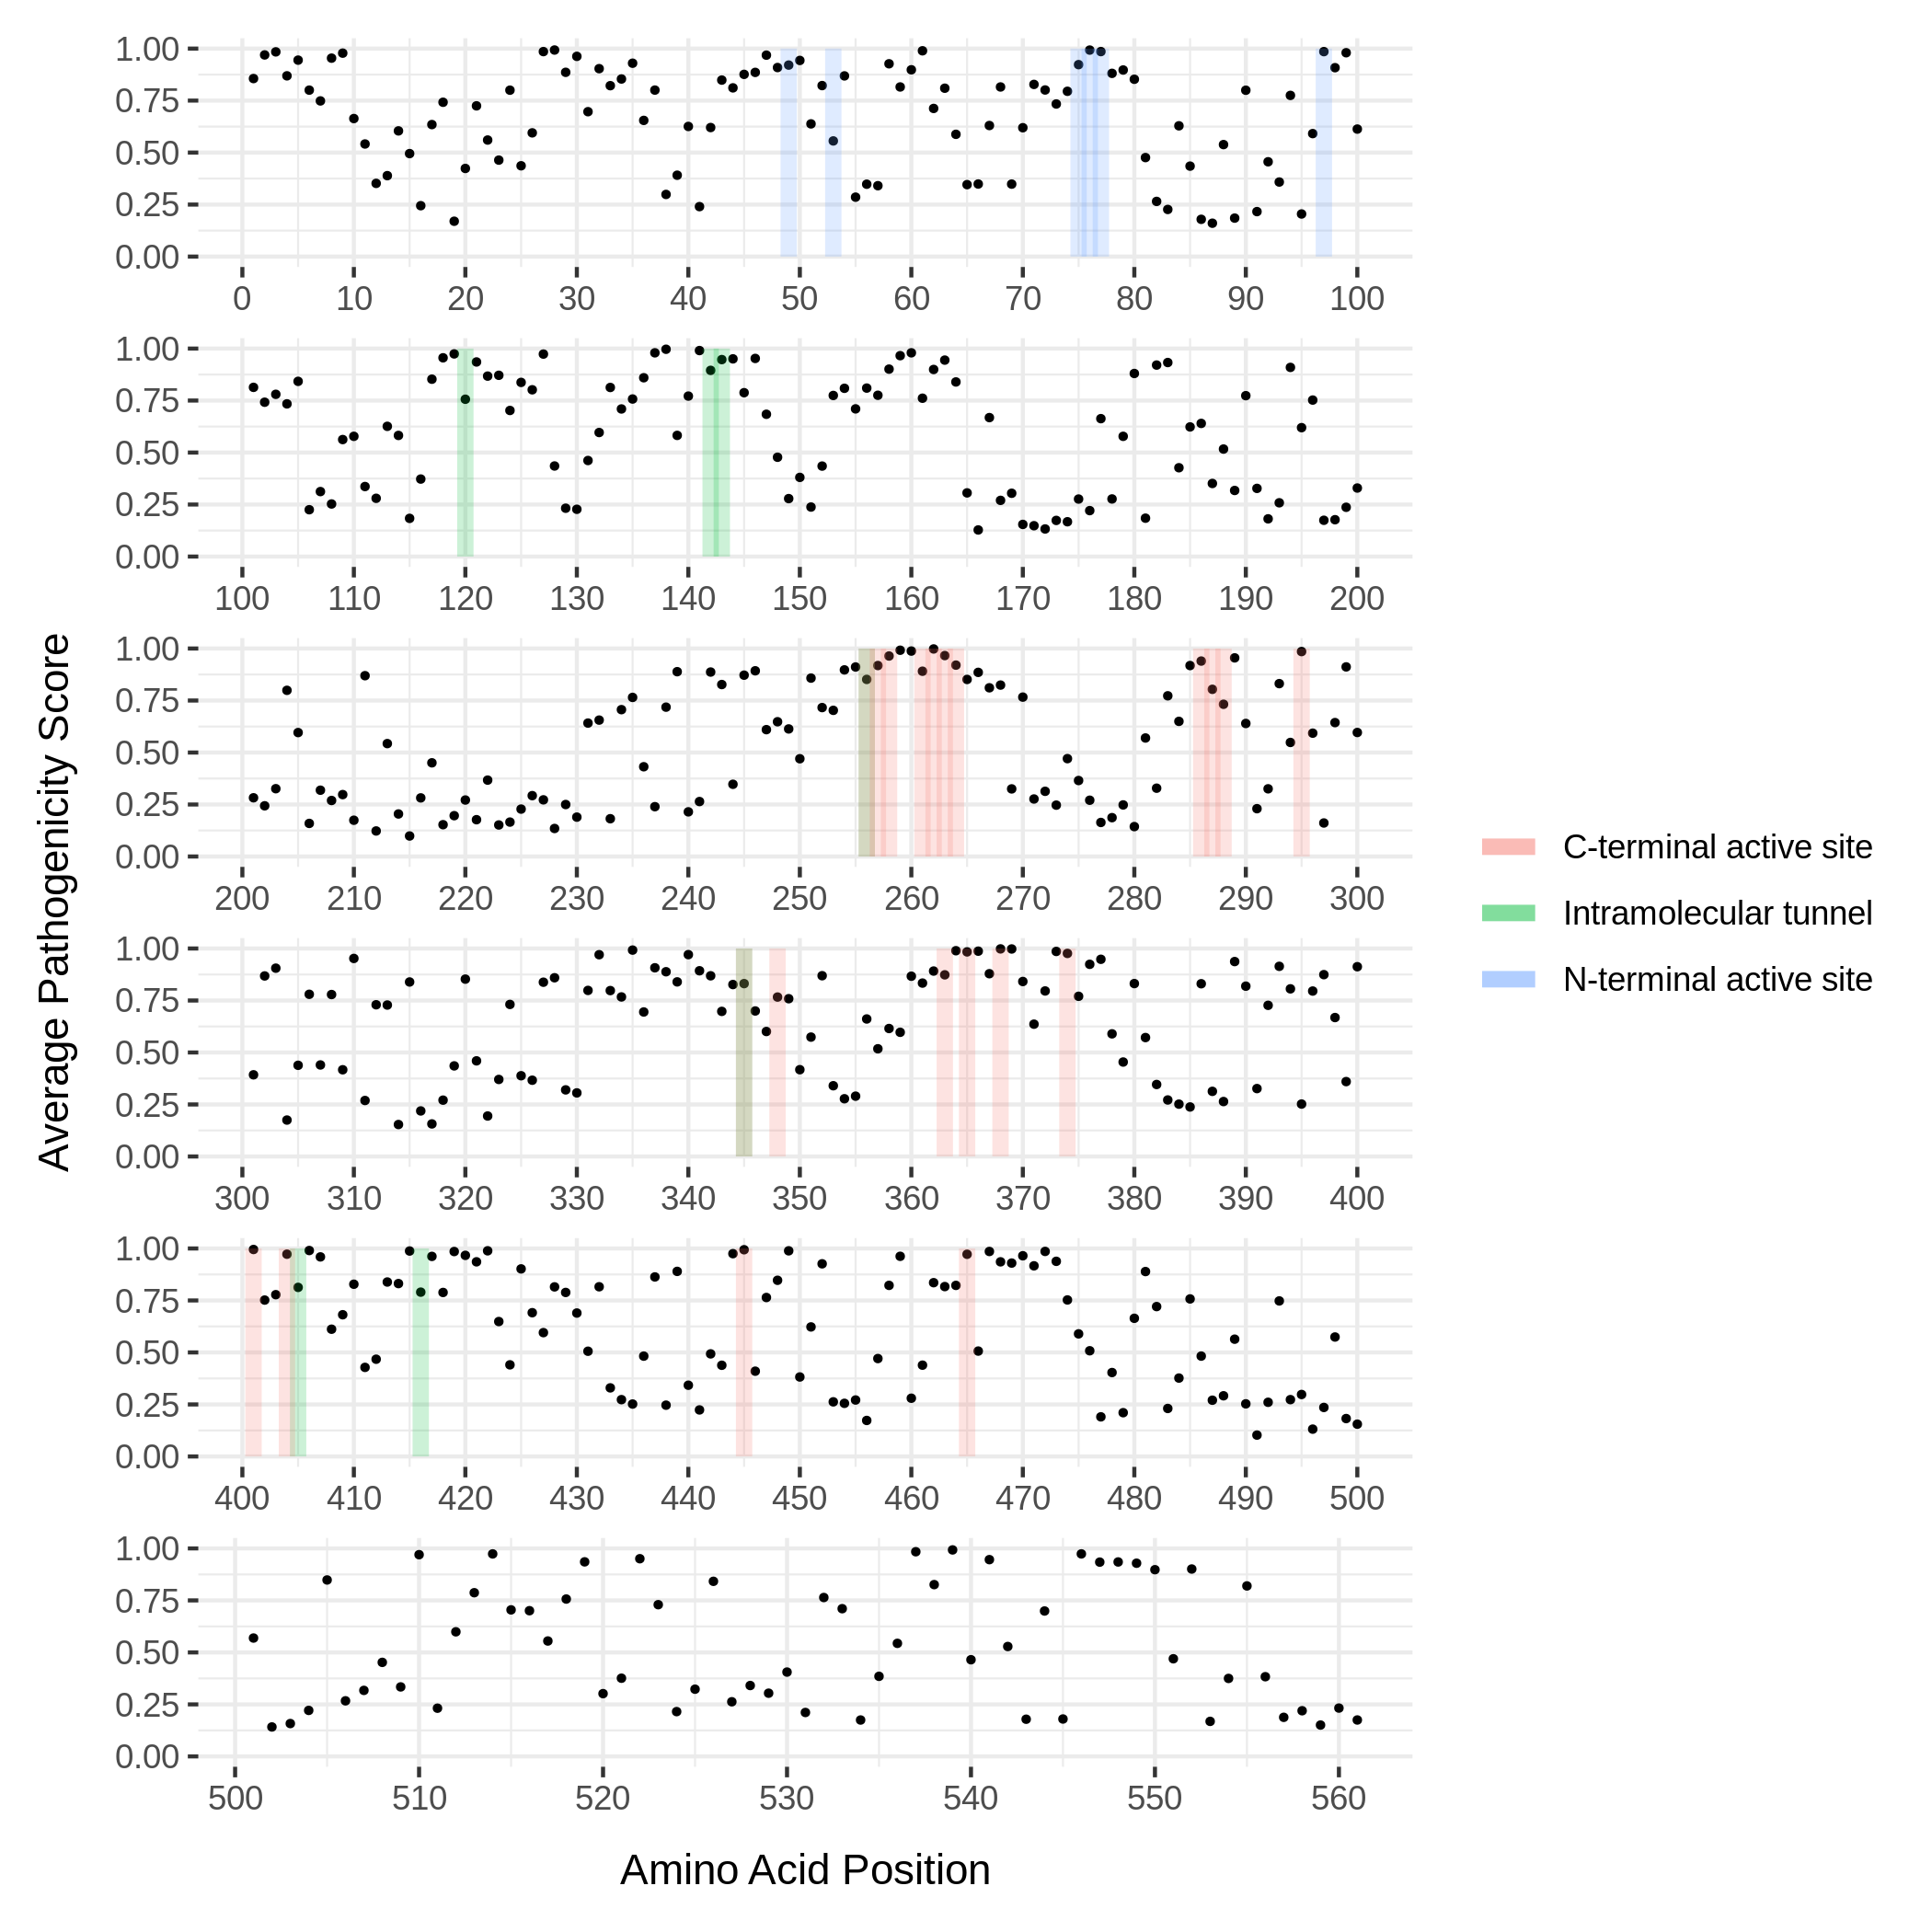 1.00
0.75
0.50
0.25
0.00
0 10 20 30 40 50 60 70 80 90 100
1.00
0.75
0.50
0.25
0.00
100 110 120 130 140 150 160 170 180 190 200
1.00
0.75
0.50
0.25
0.00
200 210 220 230 240 250 260 270 280 290 300
1.00
0.75
0.50
0.25
0.00
300 310 320 330 340 350 360 370 380 390 400
1.00
0.75
0.50
0.25
0.00
400 410 420 430 440 450 460 470 480 490 500
1.00
0.75
0.50
0.25
0.00
500 510 520 530 540 550 560
Average Pathogenicity Score
Amino Acid Position
C-terminal active site
Intramolecular tunnel
N-terminal active site